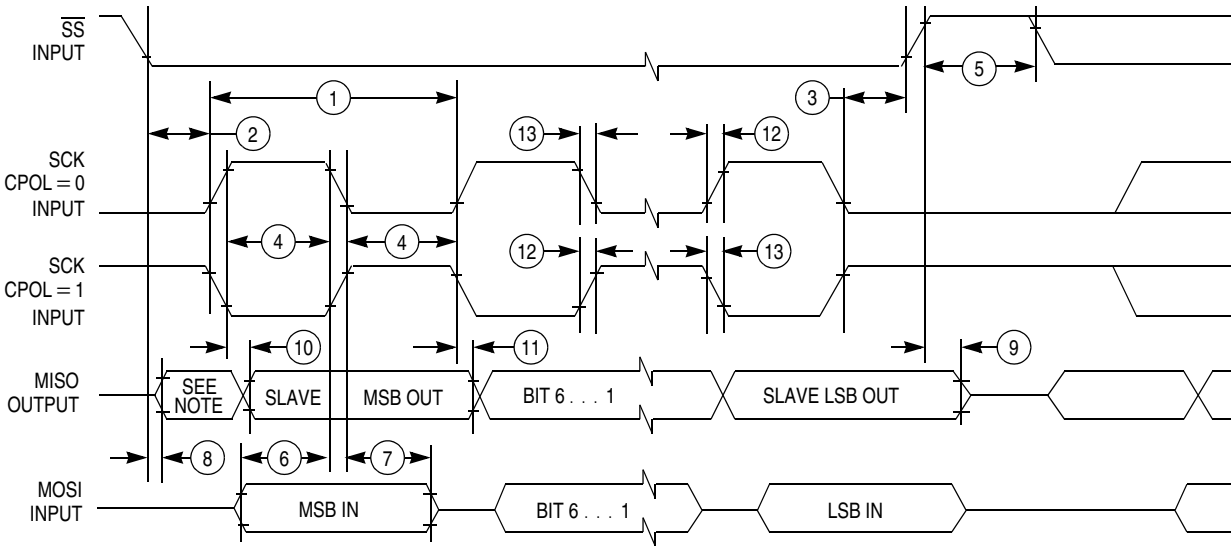 SS
INPUT
5
1
3
2
13
12
SCK
CPOL = 0
INPUT
4
4
12
13
SCK
CPOL = 1
INPUT
10
11
9
MISO
OUTPUT
SEE
NOTE
SLAVE
MSB OUT
BIT 6 . . . 1
SLAVE LSB OUT
8
6
7
MOSI
INPUT
MSB IN
BIT 6 . . . 1
LSB IN